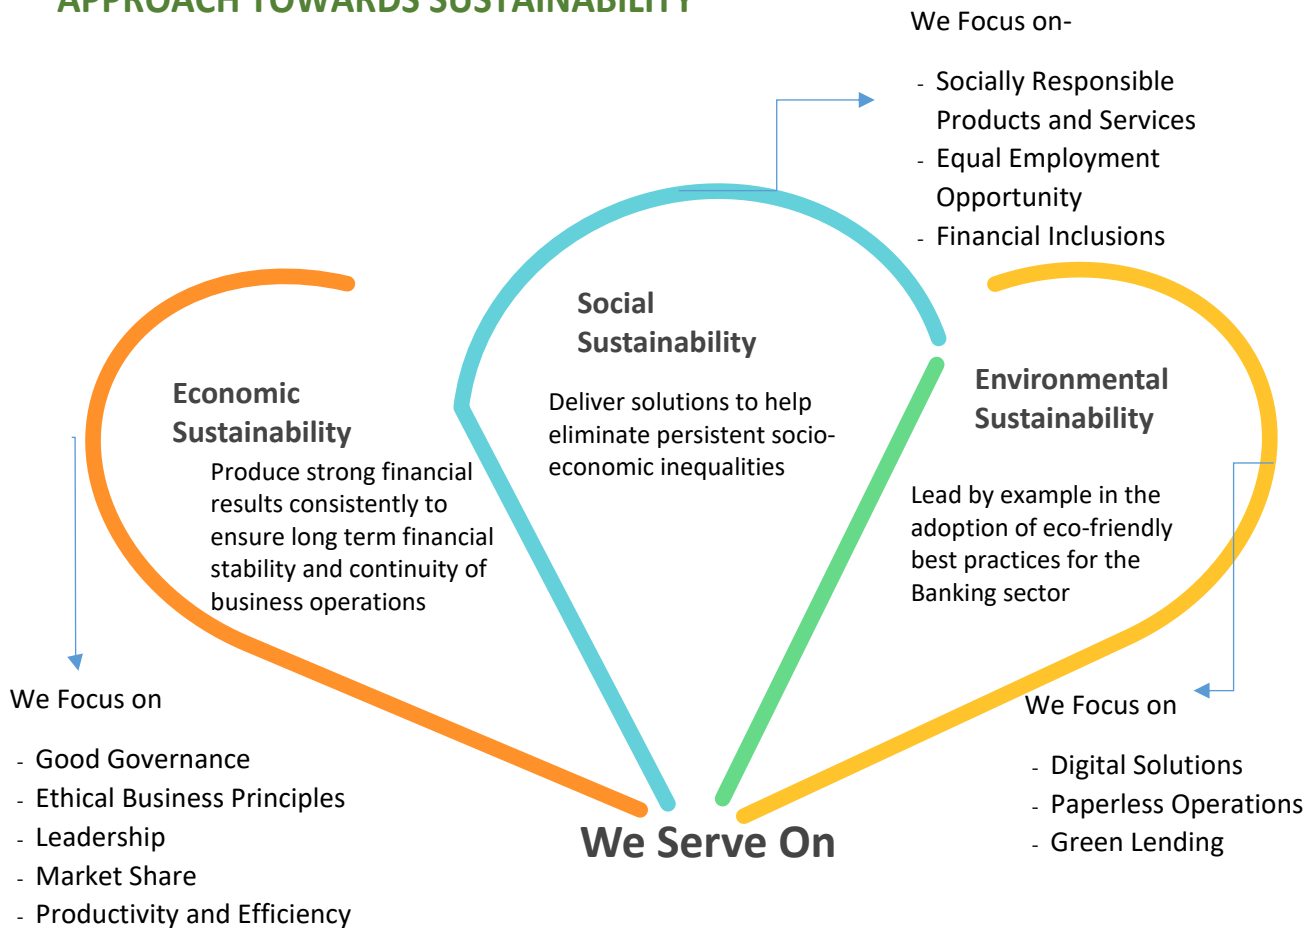 APPROACH TOWARDS SUSTAINABILITY
We Focus on-
- Socially Responsible
Products and Services
- Equal Employment
Opportunity
- Financial Inclusions
Social
Sustainability
Deliver solutions to help
eliminate persistent socio-
economic inequalities
Economic
Sustainability
Produce strong financial
results consistently to
ensure long term financial
stability and continuity of
business operations
Environmental
Sustainability
Lead by example in the
adoption of eco-friendly
best practices for the
Banking sector
We Focus on
- Good Governance
- Ethical Business Principles
- Leadership
- Market Share
- Productivity and Efficiency
We Focus on
- Digital Solutions
- Paperless Operations
- Green Lending
We Serve On